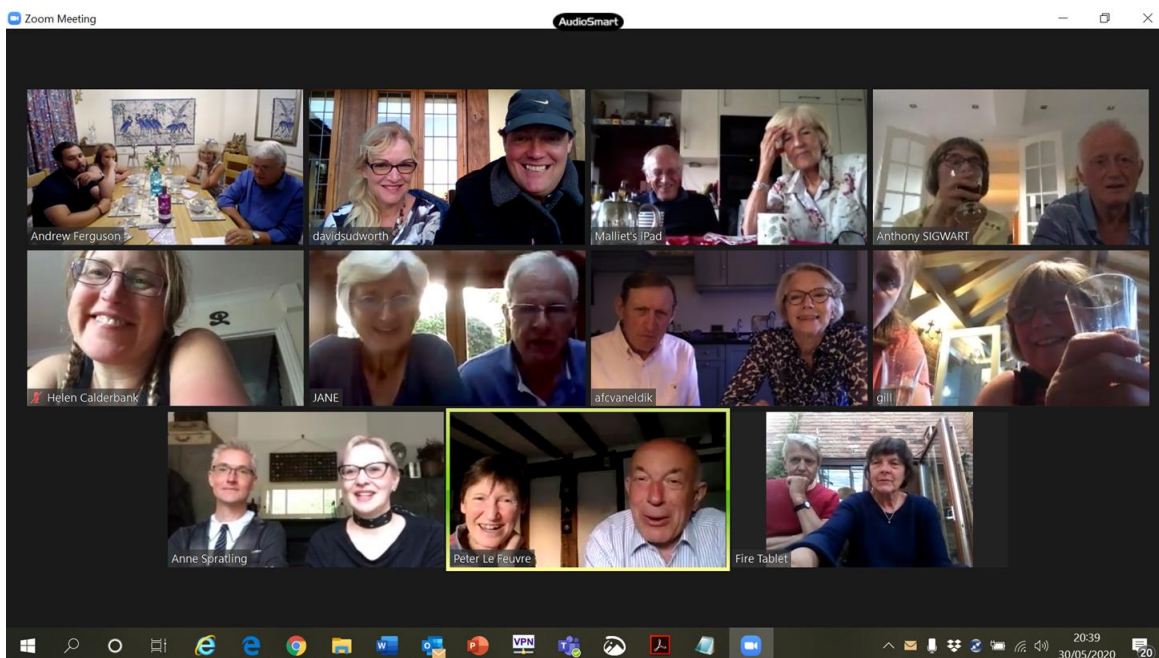 Zoom Meeting
AudioSmart
Andrew Ferguson
davidsudworth
Malliet's iPad
Anthony SIGWART
Helen Calderbank
JANE
afcvaneldik
gill
Anne Spratling
Peter Le Feuvre
Fire Tablet
VPN
20:39
30/05/2020
20